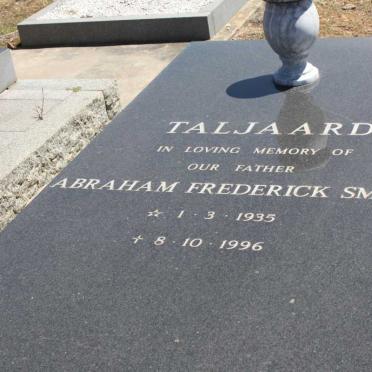 TALJAARD
IN LOVING MEMORY OF
OUR FATHER
ABRAHAM FREDERICK
☆ 1 · 3 · 1935
✝ 8 · 10 · 1996